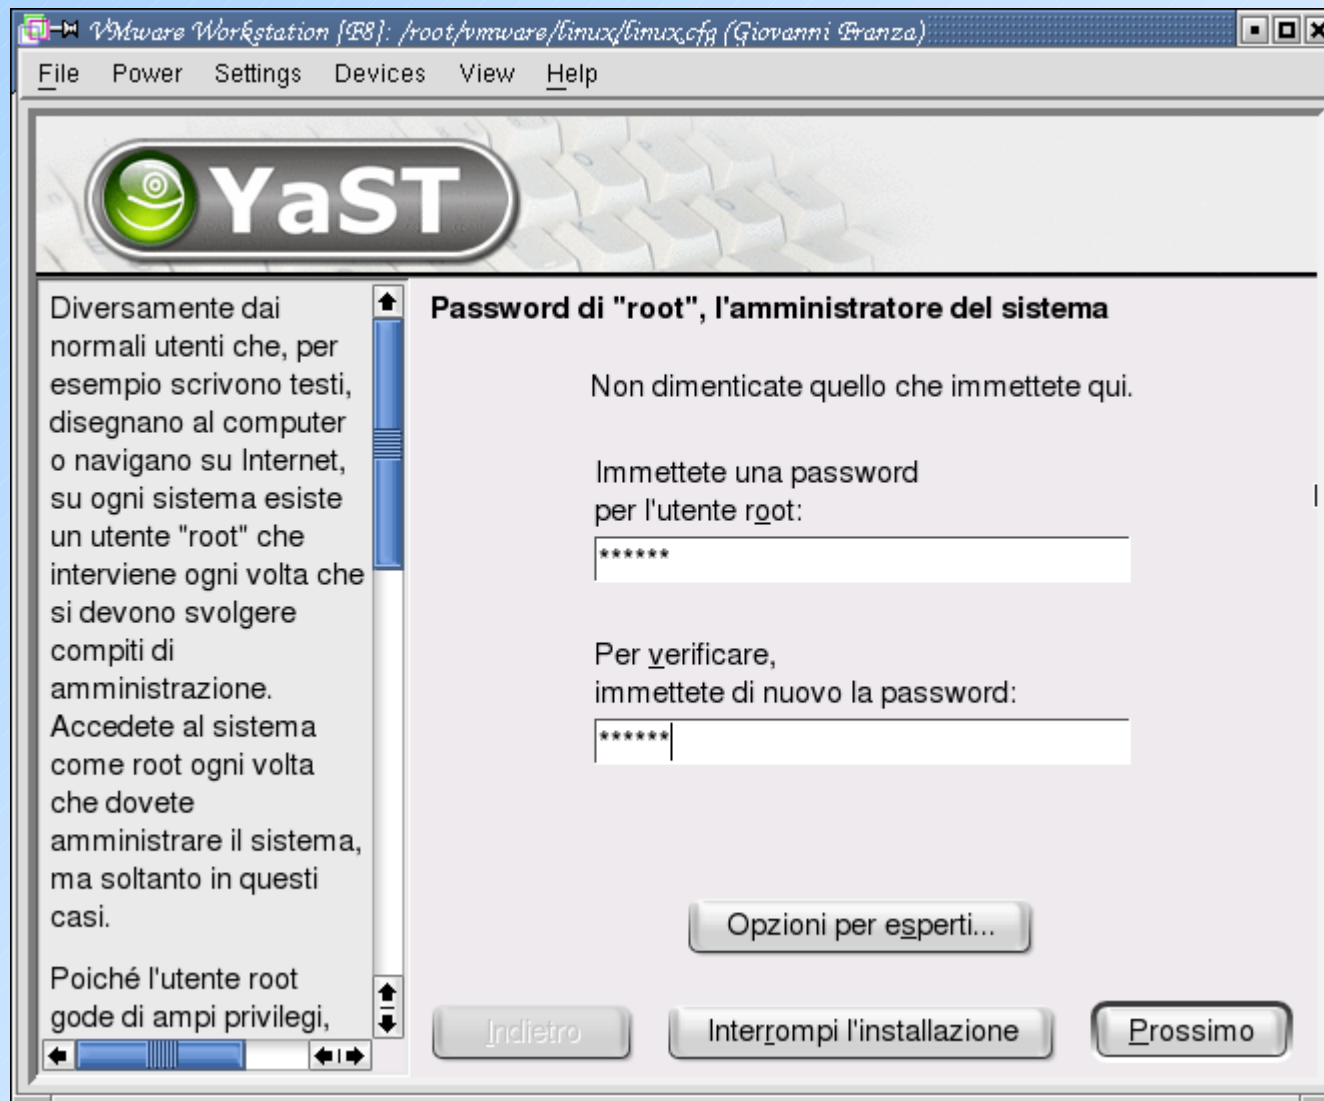 VMware Workstation [F8]: /root/vmware/linux/linux.cfg (Giovanni Franza)
File Power Settings Devices View Help
YaST
Diversamente dai
normali utenti che, per
esempio scrivono testi,
disegnano al computer
o navigano su Internet,
su ogni sistema esiste
un utente "root" che
interviene ogni volta che
si devono svolgere
compiti di
amministrazione.
Accedete al sistema
come root ogni volta
che dovete
amministrare il sistema,
ma soltanto in questi
casi.
Poiché l'utente root
gode di ampi privilegi,
Password di "root", l'amministratore del sistema
Non dimenticate quello che immettete qui.
Immettete una password
per l'utente root:
******
Per verificare,
immettete di nuovo la password:
******
Opzioni per esperti...
Indietro Interrompi l'installazione Prossimo